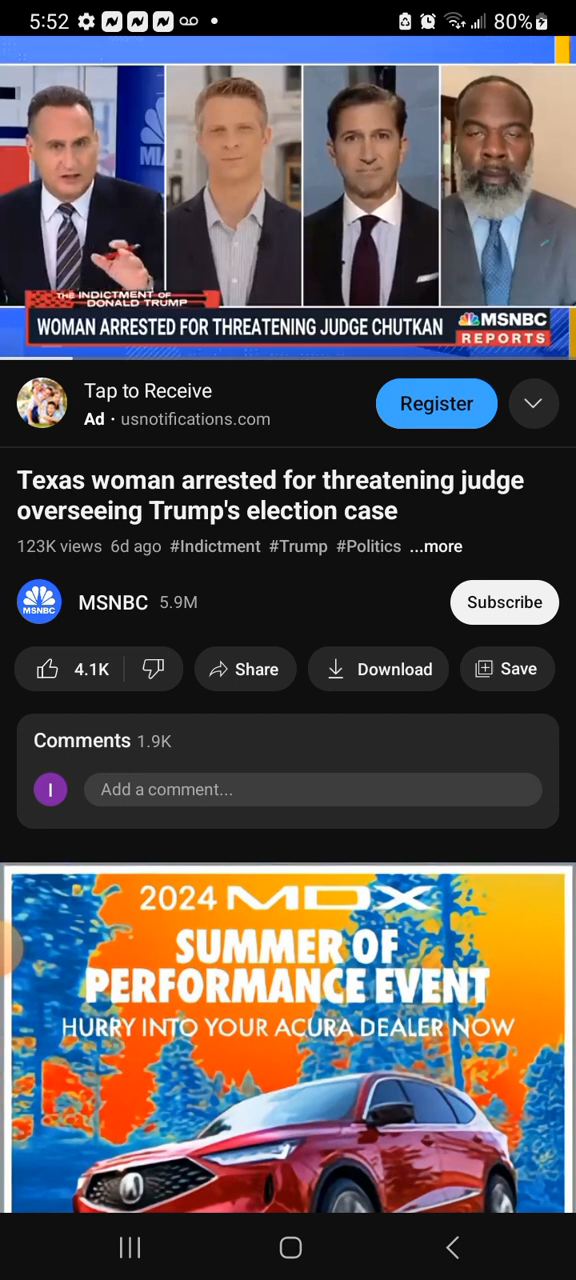 5:52
80%
THE INDICTMENT OF
DONALD TRUMP
WOMAN ARRESTED FOR THREATENING JUDGE CHUTKAN
MSNBC
REPORTS
Tap to Receive
Ad · usnotifications.com
Register
Texas woman arrested for threatening judge
overseeing Trump's election case
123K views 6d ago #Indictment #Trump #Politics ...more
MSNBC
MSNBC 5.9M
Subscribe
4.1K
Share
Download
Save
Comments 1.9K
I
Add a comment...
2024 MDX
SUMMER OF
PERFORMANCE EVENT
HURRY INTO YOUR ACURA DEALER NOW